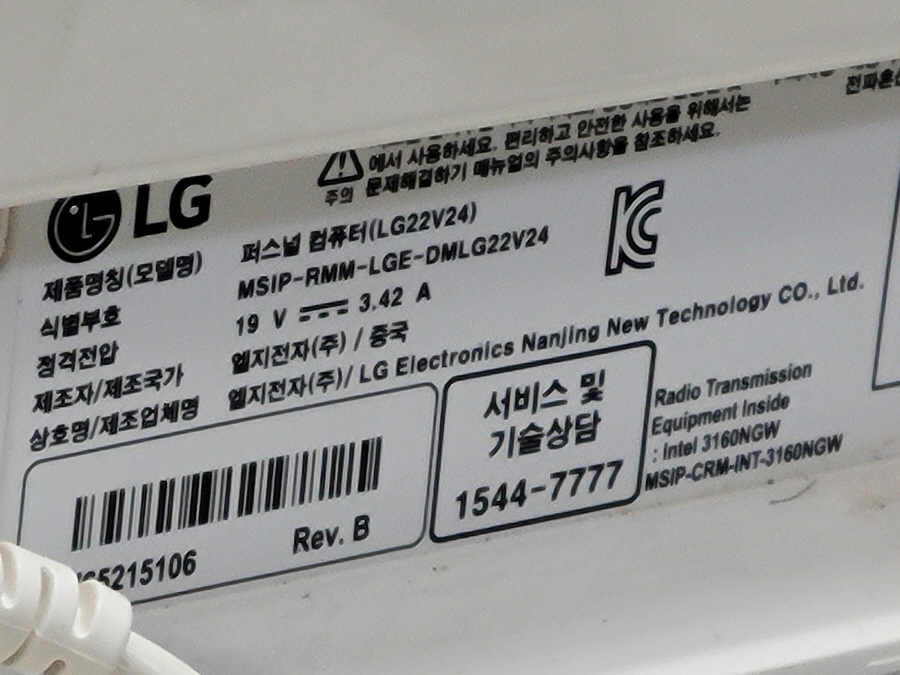 전파혼신
에서 사용하세요. 편리하고 안전한 사용을 위해서는
주의 문제해결하기 매뉴얼의 주의사항을 참조하세요.
LG
제품명칭(모델명) 퍼스널 컴퓨터(LG22V24)
식별부호 MSIP-RMM-LGE-DMLG22V24
정격전압 19 V 3.42 A
제조자/제조국가 엘지전자(주) / 중국
상호명/제조업체명 엘지전자(주)/ LG Electronics Nanjing New Technology CO., Ltd.
서비스 및
기술상담
1544-7777
Radio Transmission
Equipment Inside
: Intel 3160NGW
MSIP-CRM-INT-3160NGW
5215106 Rev. B